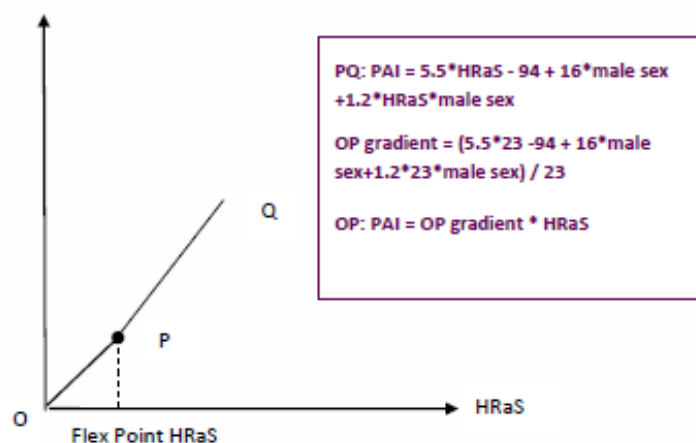 PQ: PAI = 5.5*HRaS - 94 + 16*male sex
+1.2*HRaS*male sex
OP gradient = (5.5*23 -94 + 16*male
sex+1.2*23*male sex) / 23
OP: PAI = OP gradient * HRaS
Q
P
O
HRaS
Flex Point HRaS